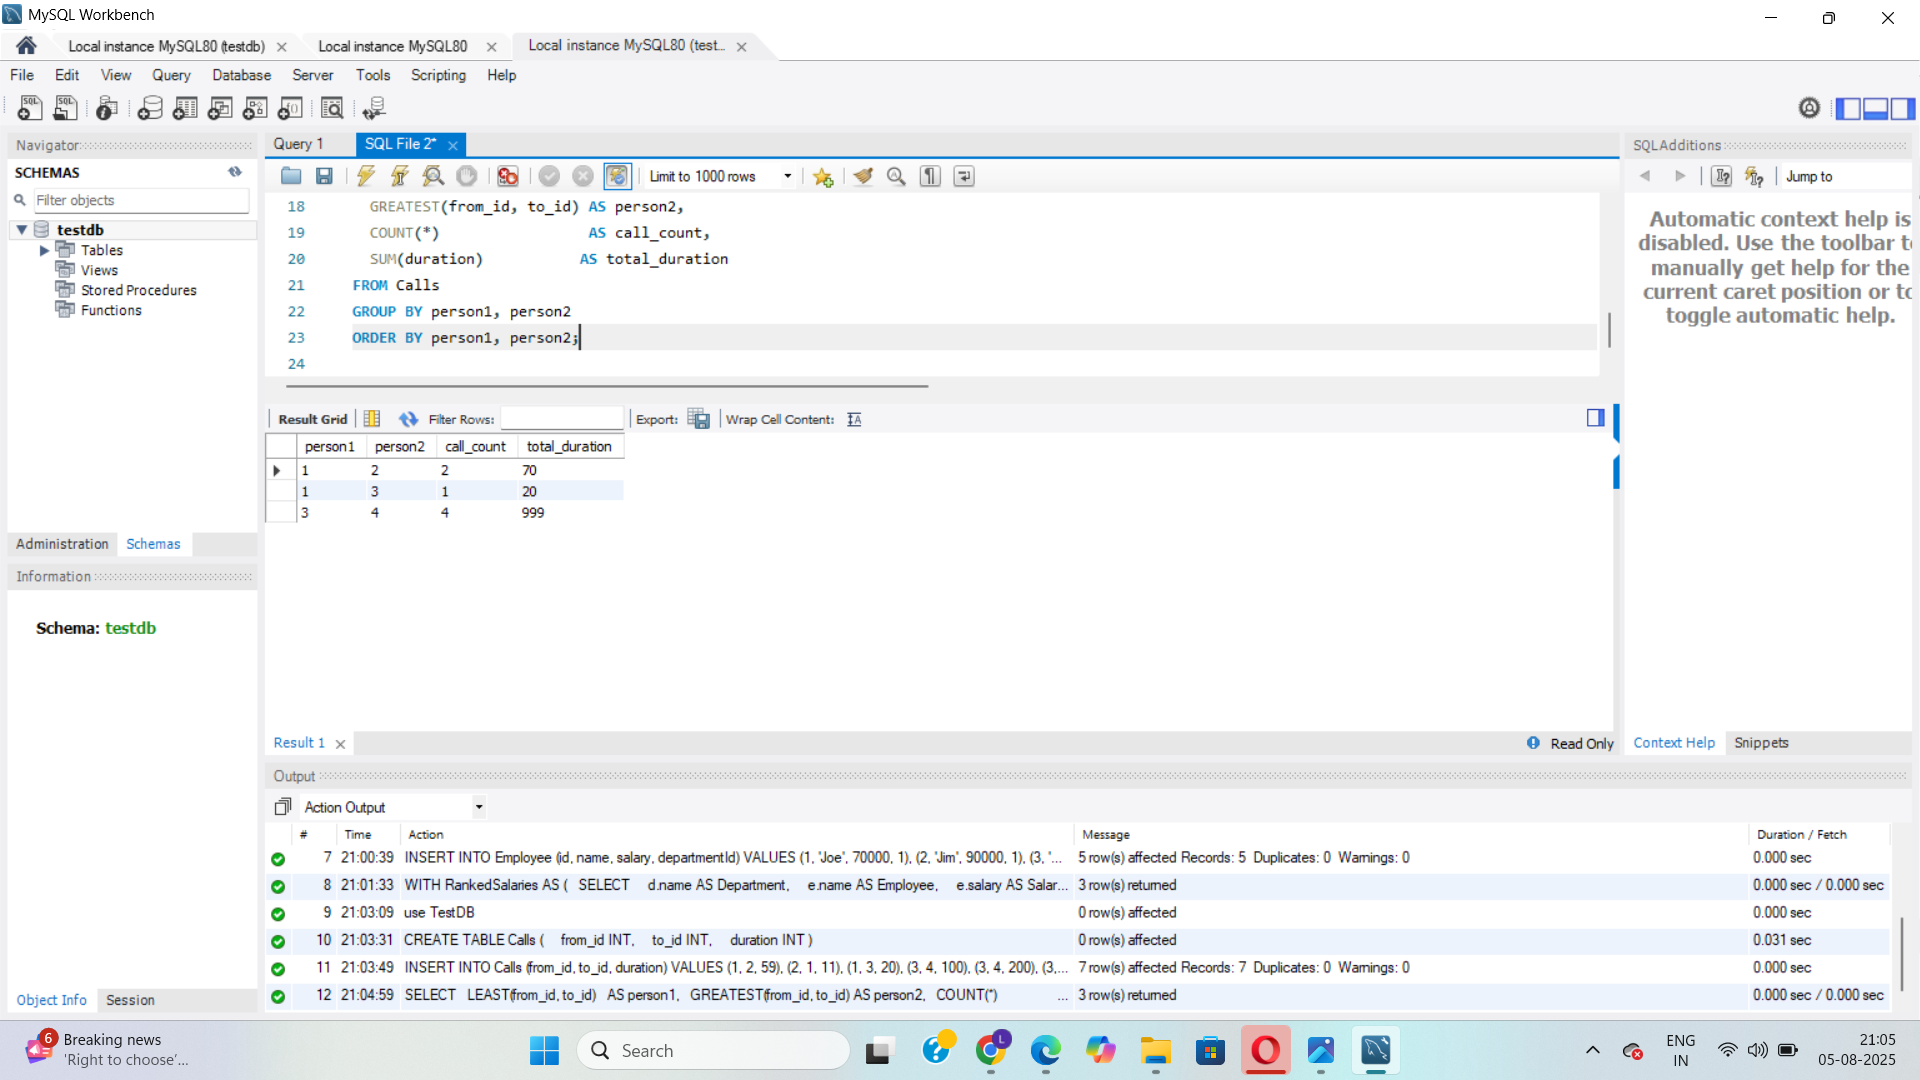 MySQL Workbench
Local instance MySQL80 (testdb)
Local instance MySQL80
Local instance MySQL80 (test...
File Edit View Query Database Server Tools Scripting Help
Navigator
SCHEMAS
Filter objects
testdb
Tables
Views
Stored Procedures
Functions
Administration Schemas
Information
Schema: testdb
Object Info Session
Query 1
SQL File 2*
Limit to 1000 rows
18 GREATEST(from_id, to_id) AS person2,
19 COUNT(*) AS call_count,
20 SUM(duration) AS total_duration
21 FROM Calls
22 GROUP BY person1, person2
23 ORDER BY person1, person2;
24
Result Grid Filter Rows: Export: Wrap Cell Content:
person1 person2 call_count total_duration
1 2 2 70
1 3 1 20
3 4 4 999
Result 1
Read Only
SQLAdditions
Jump to
Automatic context help is
disabled. Use the toolbar to
manually get help for the
current caret position or to
toggle automatic help.
Context Help Snippets
Output
Action Output
# Time Action Message Duration / Fetch
7 21:00:39 INSERT INTO Employee (id, name, salary, departmentId) VALUES (1, 'Joe', 70000, 1), (2, 'Jim', 90000, 1), (3, '... 5 row(s) affected Records: 5 Duplicates: 0 Warnings: 0 0.000 sec
8 21:01:33 WITH RankedSalaries AS ( SELECT d.name AS Department, e.name AS Employee, e.salary AS Salar... 3 row(s) returned 0.000 sec / 0.000 sec
9 21:03:09 use TestDB 0 row(s) affected 0.000 sec
10 21:03:31 CREATE TABLE Calls ( from_id INT, to_id INT, duration INT ) 0 row(s) affected 0.031 sec
11 21:03:49 INSERT INTO Calls (from_id, to_id, duration) VALUES (1, 2, 59), (2, 1, 11), (1, 3, 20), (3, 4, 100), (3, 4, 200), (3,... 7 row(s) affected Records: 7 Duplicates: 0 Warnings: 0 0.000 sec
12 21:04:59 SELECT LEAST(from_id, to_id) AS person1, GREATEST(from_id, to_id) AS person2, COUNT(*) ... 3 row(s) returned 0.000 sec / 0.000 sec
6
Breaking news
'Right to choose'...
Search
L
ENG
IN
21:05
05-08-2025